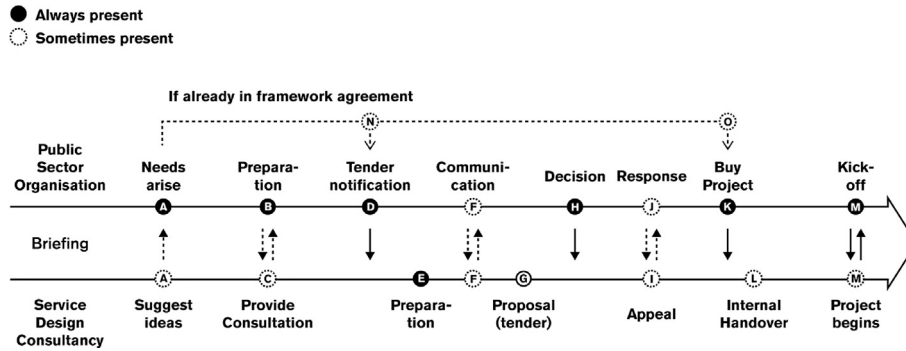 Always present
Sometimes present
If already in framework agreement
N
O
Public
Sector
Organisation
Needs
arise
Prepara-
tion
Tender
notification
Communi-
cation
Decision
Response
Buy
Project
Kick-
off
A
B
D
F
H
J
K
M
Briefing
A
C
E
F
G
I
L
M
Service
Design
Consultancy
Suggest
ideas
Provide
Consultation
Prepara-
tion
Proposal
(tender)
Appeal
Internal
Handover
Project
begins